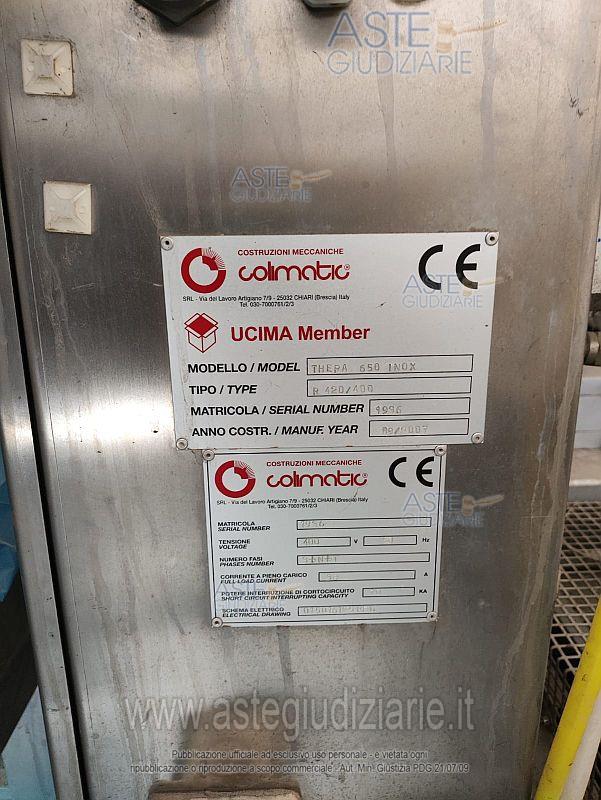 ASTE
GIUDIZIARIE
ASTE
GIUDIZIARIE
COSTRUZIONI MECCANICHE
colimatic® CE
SRL - Via del Lavoro Artigiano 7/9 - 25032 CHIARI (Brescia) Italy
Tel. 030-7000761/2/3
ASTE
GIUDIZIARIE
UCIMA Member
MODELLO / MODEL THERA 650 INOX
TIPO / TYPE R 420/400
MATRICOLA / SERIAL NUMBER 1996
ANNO COSTR. / MANUF. YEAR
COSTRUZIONI MECCANICHE
colimatic® CE
SRL - Via del Lavoro Artigiano 7/9 - 25032 CHIARI (Brescia) Italy
Tel. 030-7000761/2/3
ASTE
GIUDIZIARIE
MATRICOLA 1996
SERIAL NUMBER
TENSIONE 400 V Hz
VOLTAGE
NUMERO FASI
PHASES NUMBER
CORRENTE A PIENO CARICO A
FULL LOAD CURRENT
POTERE INTERRUZIONE DI CORTOCIRCUITO KA
SHORT CIRCUIT INTERRUPTING CAPACITY
SCHEMA ELETTRICO
ELECTRICAL DRAWING
ASTE
GIUDIZIARIE
www.astegiudiziarie.it
Pubblicazione ufficiale ad esclusivo uso personale - è vietata ogni
ripubblicazione o riproduzione a scopo commerciale - Aut. Min. Giustizia PDG 21/07/09